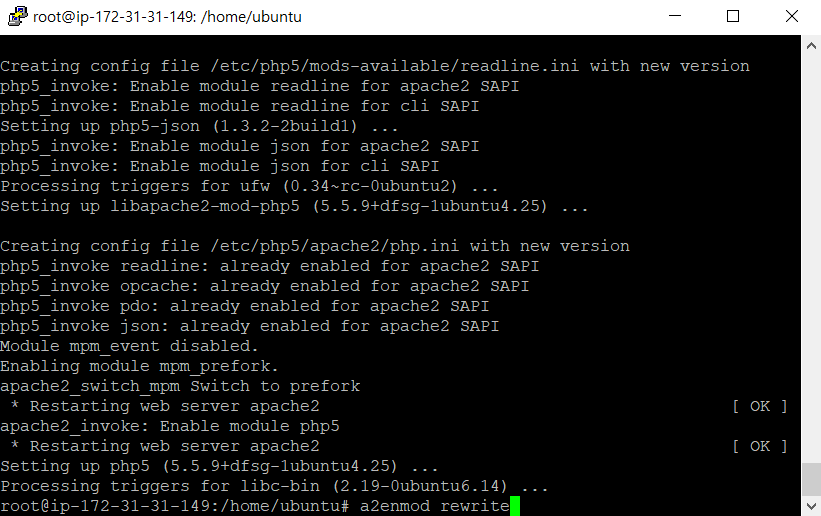 root@ip-172-31-31-149: /home/ubuntu
Creating config file /etc/php5/mods-available/readline.ini with new version
php5_invoke: Enable module readline for apache2 SAPI
php5_invoke: Enable module readline for cli SAPI
Setting up php5-json (1.3.2-2build1) ...
php5_invoke: Enable module json for apache2 SAPI
php5_invoke: Enable module json for cli SAPI
Processing triggers for ufw (0.34~rc-0ubuntu2) ...
Setting up libapache2-mod-php5 (5.5.9+dfsg-1ubuntu4.25) ...
Creating config file /etc/php5/apache2/php.ini with new version
php5_invoke readline: already enabled for apache2 SAPI
php5_invoke opcache: already enabled for apache2 SAPI
php5_invoke pdo: already enabled for apache2 SAPI
php5_invoke json: already enabled for apache2 SAPI
Module mpm_event disabled.
Enabling module mpm_prefork.
apache2_switch_mpm Switch to prefork
 * Restarting web server apache2 [ OK ]
apache2_invoke: Enable module php5
 * Restarting web server apache2 [ OK ]
Setting up php5 (5.5.9+dfsg-1ubuntu4.25) ...
Processing triggers for libc-bin (2.19-0ubuntu6.14) ...
root@ip-172-31-31-149:/home/ubuntu# a2enmod rewrite